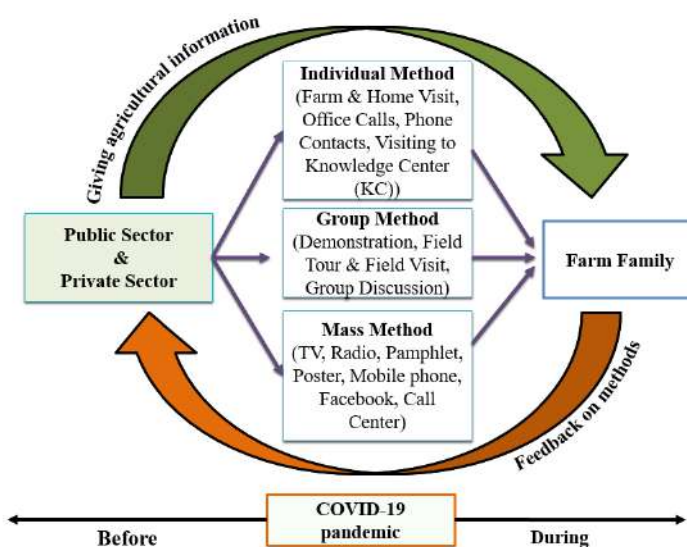 Giving agricultural information
Individual Method
(Farm & Home Visit,
Office Calls, Phone
Contacts, Visiting to
Knowledge Center
(KC))
Public Sector
&
Private Sector
Group Method
(Demonstration, Field
Tour & Field Visit,
Group Discussion)
Farm Family
Mass Method
(TV, Radio, Pamphlet,
Poster, Mobile phone,
Facebook, Call
Center)
Feedback on methods
COVID-19
pandemic
Before
During